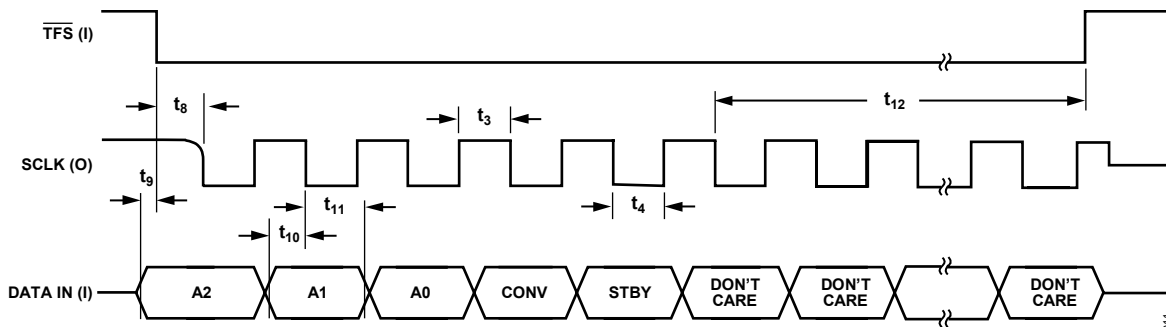 TFS (I)
t8
t3
t12
SCLK (O)
t9
t11
t10
t4
DATA IN (I)
A2
A1
A0
CONV
STBY
DON'T
CARE
DON'T
CARE
DON'T
CARE